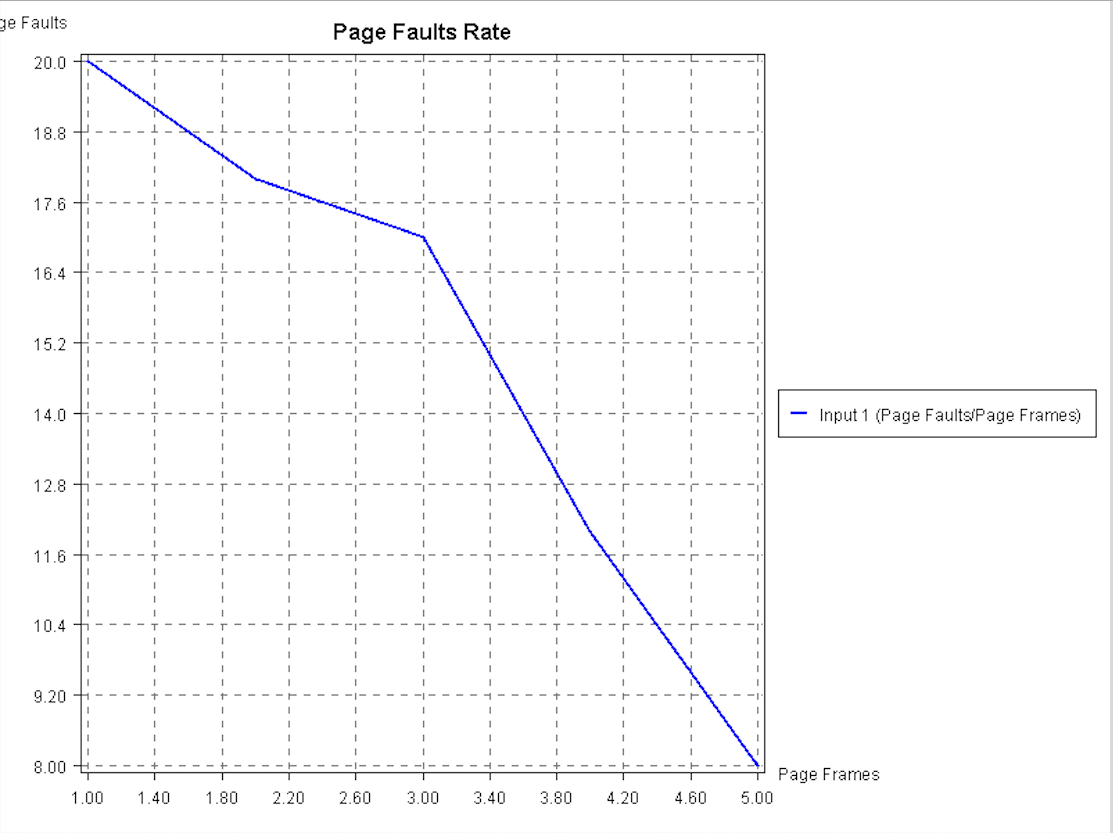 ge Faults
Page Faults Rate
20.0
18.8
17.6
16.4
15.2
14.0
12.8
11.6
10.4
9.20
8.00
Input 1 (Page Faults/Page Frames)
Page Frames
1.00 1.40 1.80 2.20 2.60 3.00 3.40 3.80 4.20 4.60 5.00